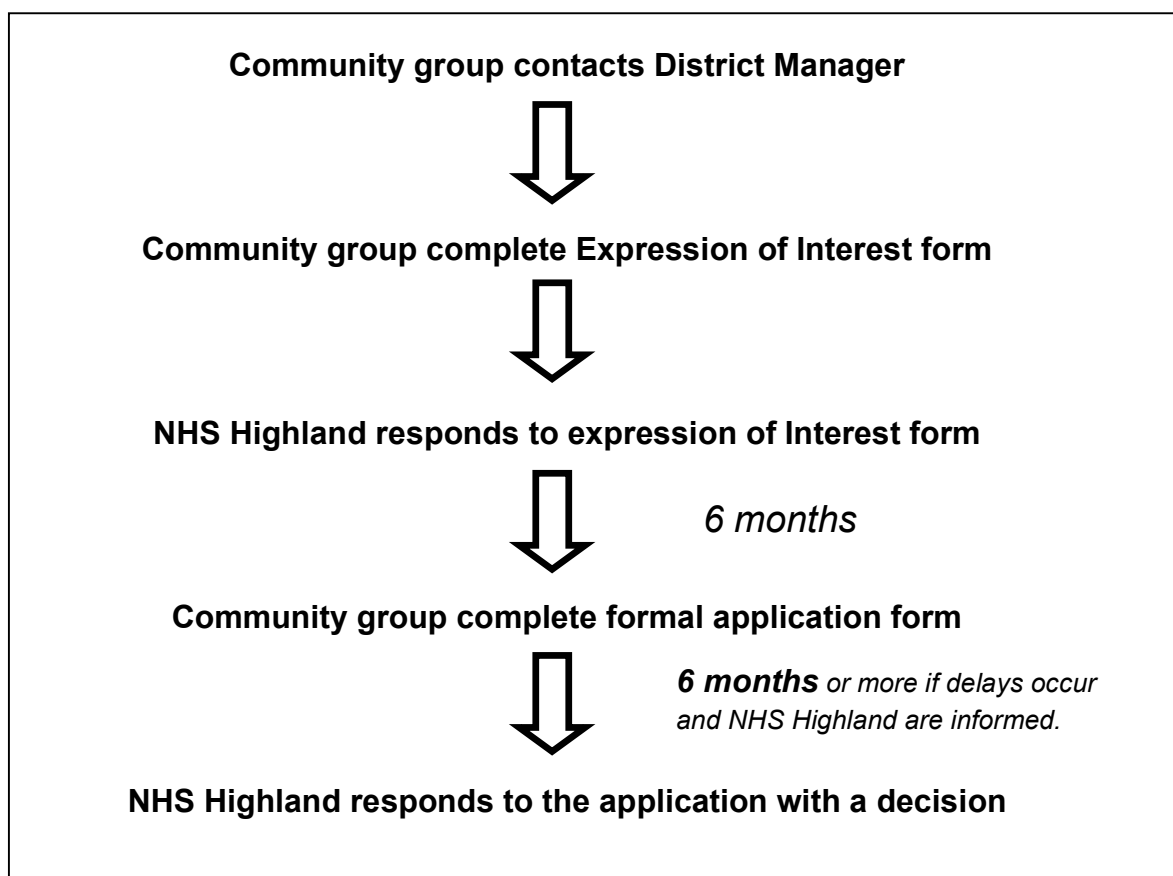 Community group contacts District Manager
Community group complete Expression of Interest form
NHS Highland responds to expression of Interest form
6 months
Community group complete formal application form
6 months or more if delays occur
and NHS Highland are informed.
NHS Highland responds to the application with a decision